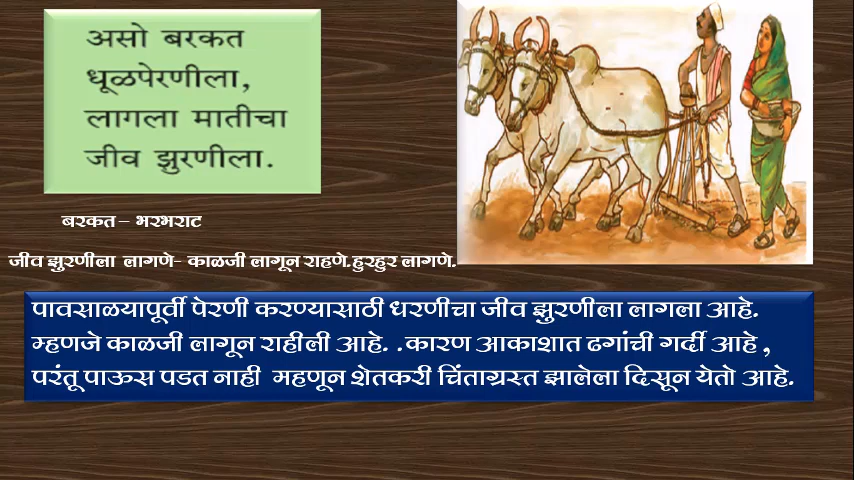 असो बरकत
धूळपेरणीला,
लागला मातीचा
जीव झुरणीला.
बरकत – भरभराट
जीव झुरणीला लागणे- काळजी लागून राहणे.हुरहुर लागणे.
पावसाळयापूर्वी पेरणी करण्यासाठी धरणीचा जीव झुरणीला लागला आहे.
म्हणजे काळजी लागून राहीली आहे. .कारण आकाशात ढगांची गर्दी आहे ,
परंतू पाऊस पडत नाही महणून शेतकरी चिंताग्रस्त झालेला दिसून येतो आहे.